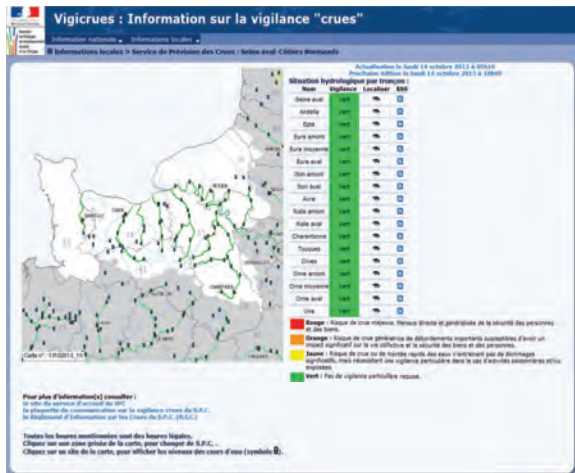 Vigicrues : Information sur la vigilance "crues"
Information nationale
Informations locales
Informations locales > Service de Prévision des Crues : Seine aval-Côtiers Normands
Actualisation le lundi 14 octobre 2013 à
Prochaine édition le lundi 14 octobre 2013 à
Situation hydrologique par tronçon :
Nom Vigilance Localiser RSS
Seine aval Vert
Andelle Vert
Epte Vert
Eure amont Vert
Eure moyenne Vert
Eure aval Vert
Iton amont Vert
Iton aval Vert
Avre Vert
Risle amont Vert
Risle aval Vert
Charentonne Vert
Touques Vert
Dives Vert
Orne amont Vert
Orne moyenne Vert
Orne aval Vert
Vire Vert
Rouge : Risque de crue majeure. Menace directe et généralisée de la sécurité des personnes
et des biens.
Orange : Risque de crue génératrice de débordements importants susceptibles d'avoir un
impact significatif sur la vie collective et la sécurité des biens et des personnes.
Jaune : Risque de crue ou de montée rapide des eaux n'entraînant pas de dommages
significatifs, mais nécessitant une vigilance particulière dans le cas d'activités saisonnières et/ou
exposées.
Vert : Pas de vigilance particulière requise.
ROUEN
CAEN
CHARTRES
Carte n° :
Pour plus d'information(s) consulter :
le site du service d'accueil du SPC
la plaquette de communication sur la vigilance crues du S.P.C.
le Règlement d'Information sur les Crues du S.P.C. (R.I.C.)
Toutes les heures mentionnées sont des heures légales.
Cliquez sur une zone grisée de la carte, pour changer de S.P.C. .
Cliquez sur un site de la carte, pour afficher les niveaux des cours d'eau (symbole ).